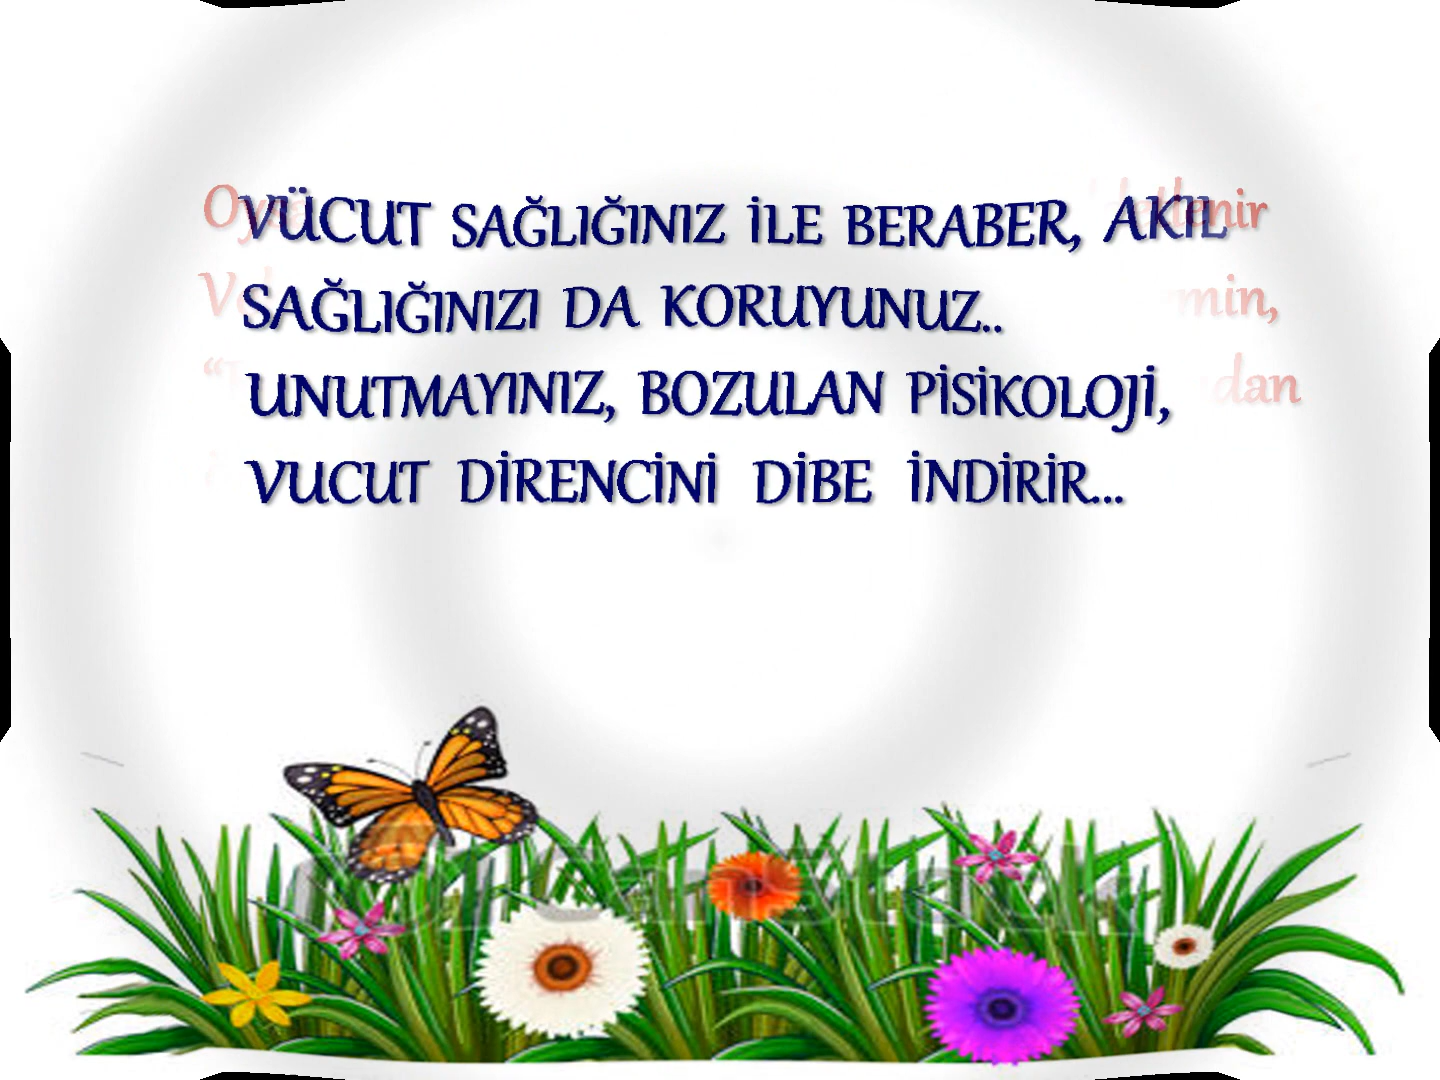 VÜCUT SAĞLIĞINIZ İLE BERABER, AKIL
SAĞLIĞINIZI DA KORUYUNUZ..
UNUTMAYINIZ, BOZULAN PİSİKOLOJİ,
VUCUT DİRENCİNİ DİBE İNDİRİR...